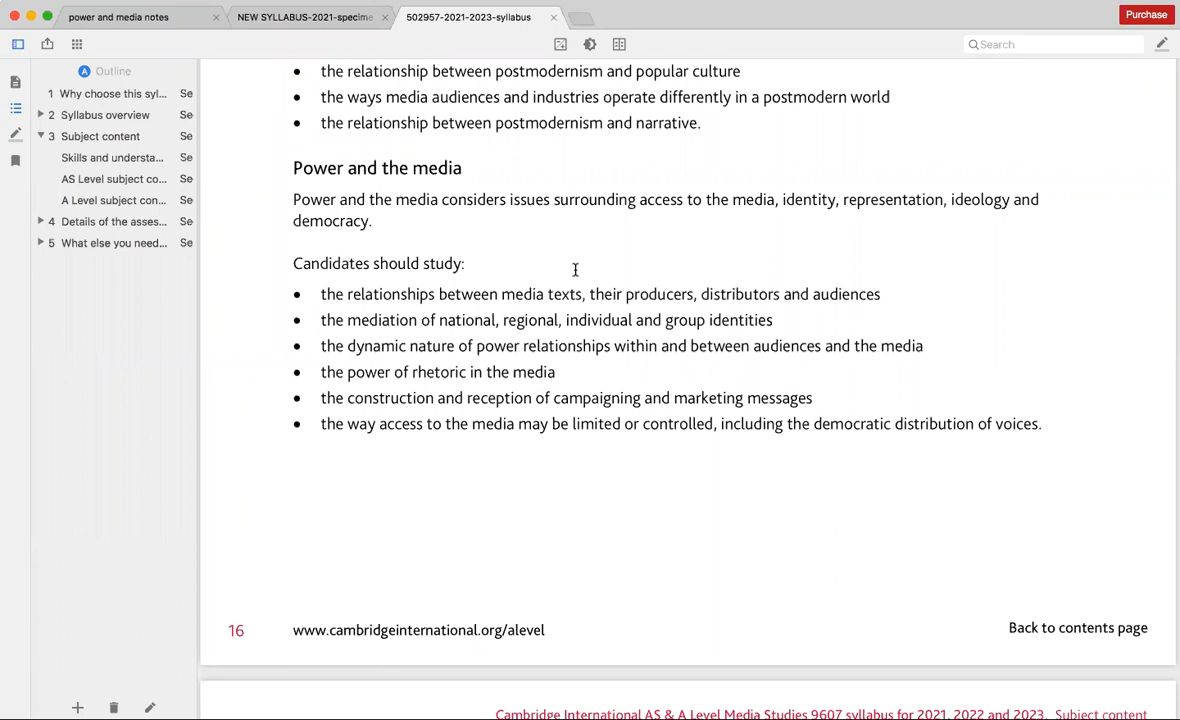 power and media notes
NEW SYLLABUS-2021-specime
502957-2021-2023-syllabus
Purchase
Search
A Outline
1 Why choose this syl... Se
2 Syllabus overview Se
3 Subject content Se
Skills and understa... Se
AS Level subject co... Se
A Level subject con... Se
4 Details of the asses... Se
5 What else you need... Se
• the relationship between postmodernism and popular culture
• the ways media audiences and industries operate differently in a postmodern world
• the relationship between postmodernism and narrative.
Power and the media
Power and the media considers issues surrounding access to the media, identity, representation, ideology and
democracy.
Candidates should study:
• the relationships between media texts, their producers, distributors and audiences
• the mediation of national, regional, individual and group identities
• the dynamic nature of power relationships within and between audiences and the media
• the power of rhetoric in the media
• the construction and reception of campaigning and marketing messages
• the way access to the media may be limited or controlled, including the democratic distribution of voices.
16
www.cambridgeinternational.org/alevel
Back to contents page
Cambridge International AS & A Level Media Studies 9607 syllabus for 2021, 2022 and 2023. Subject content